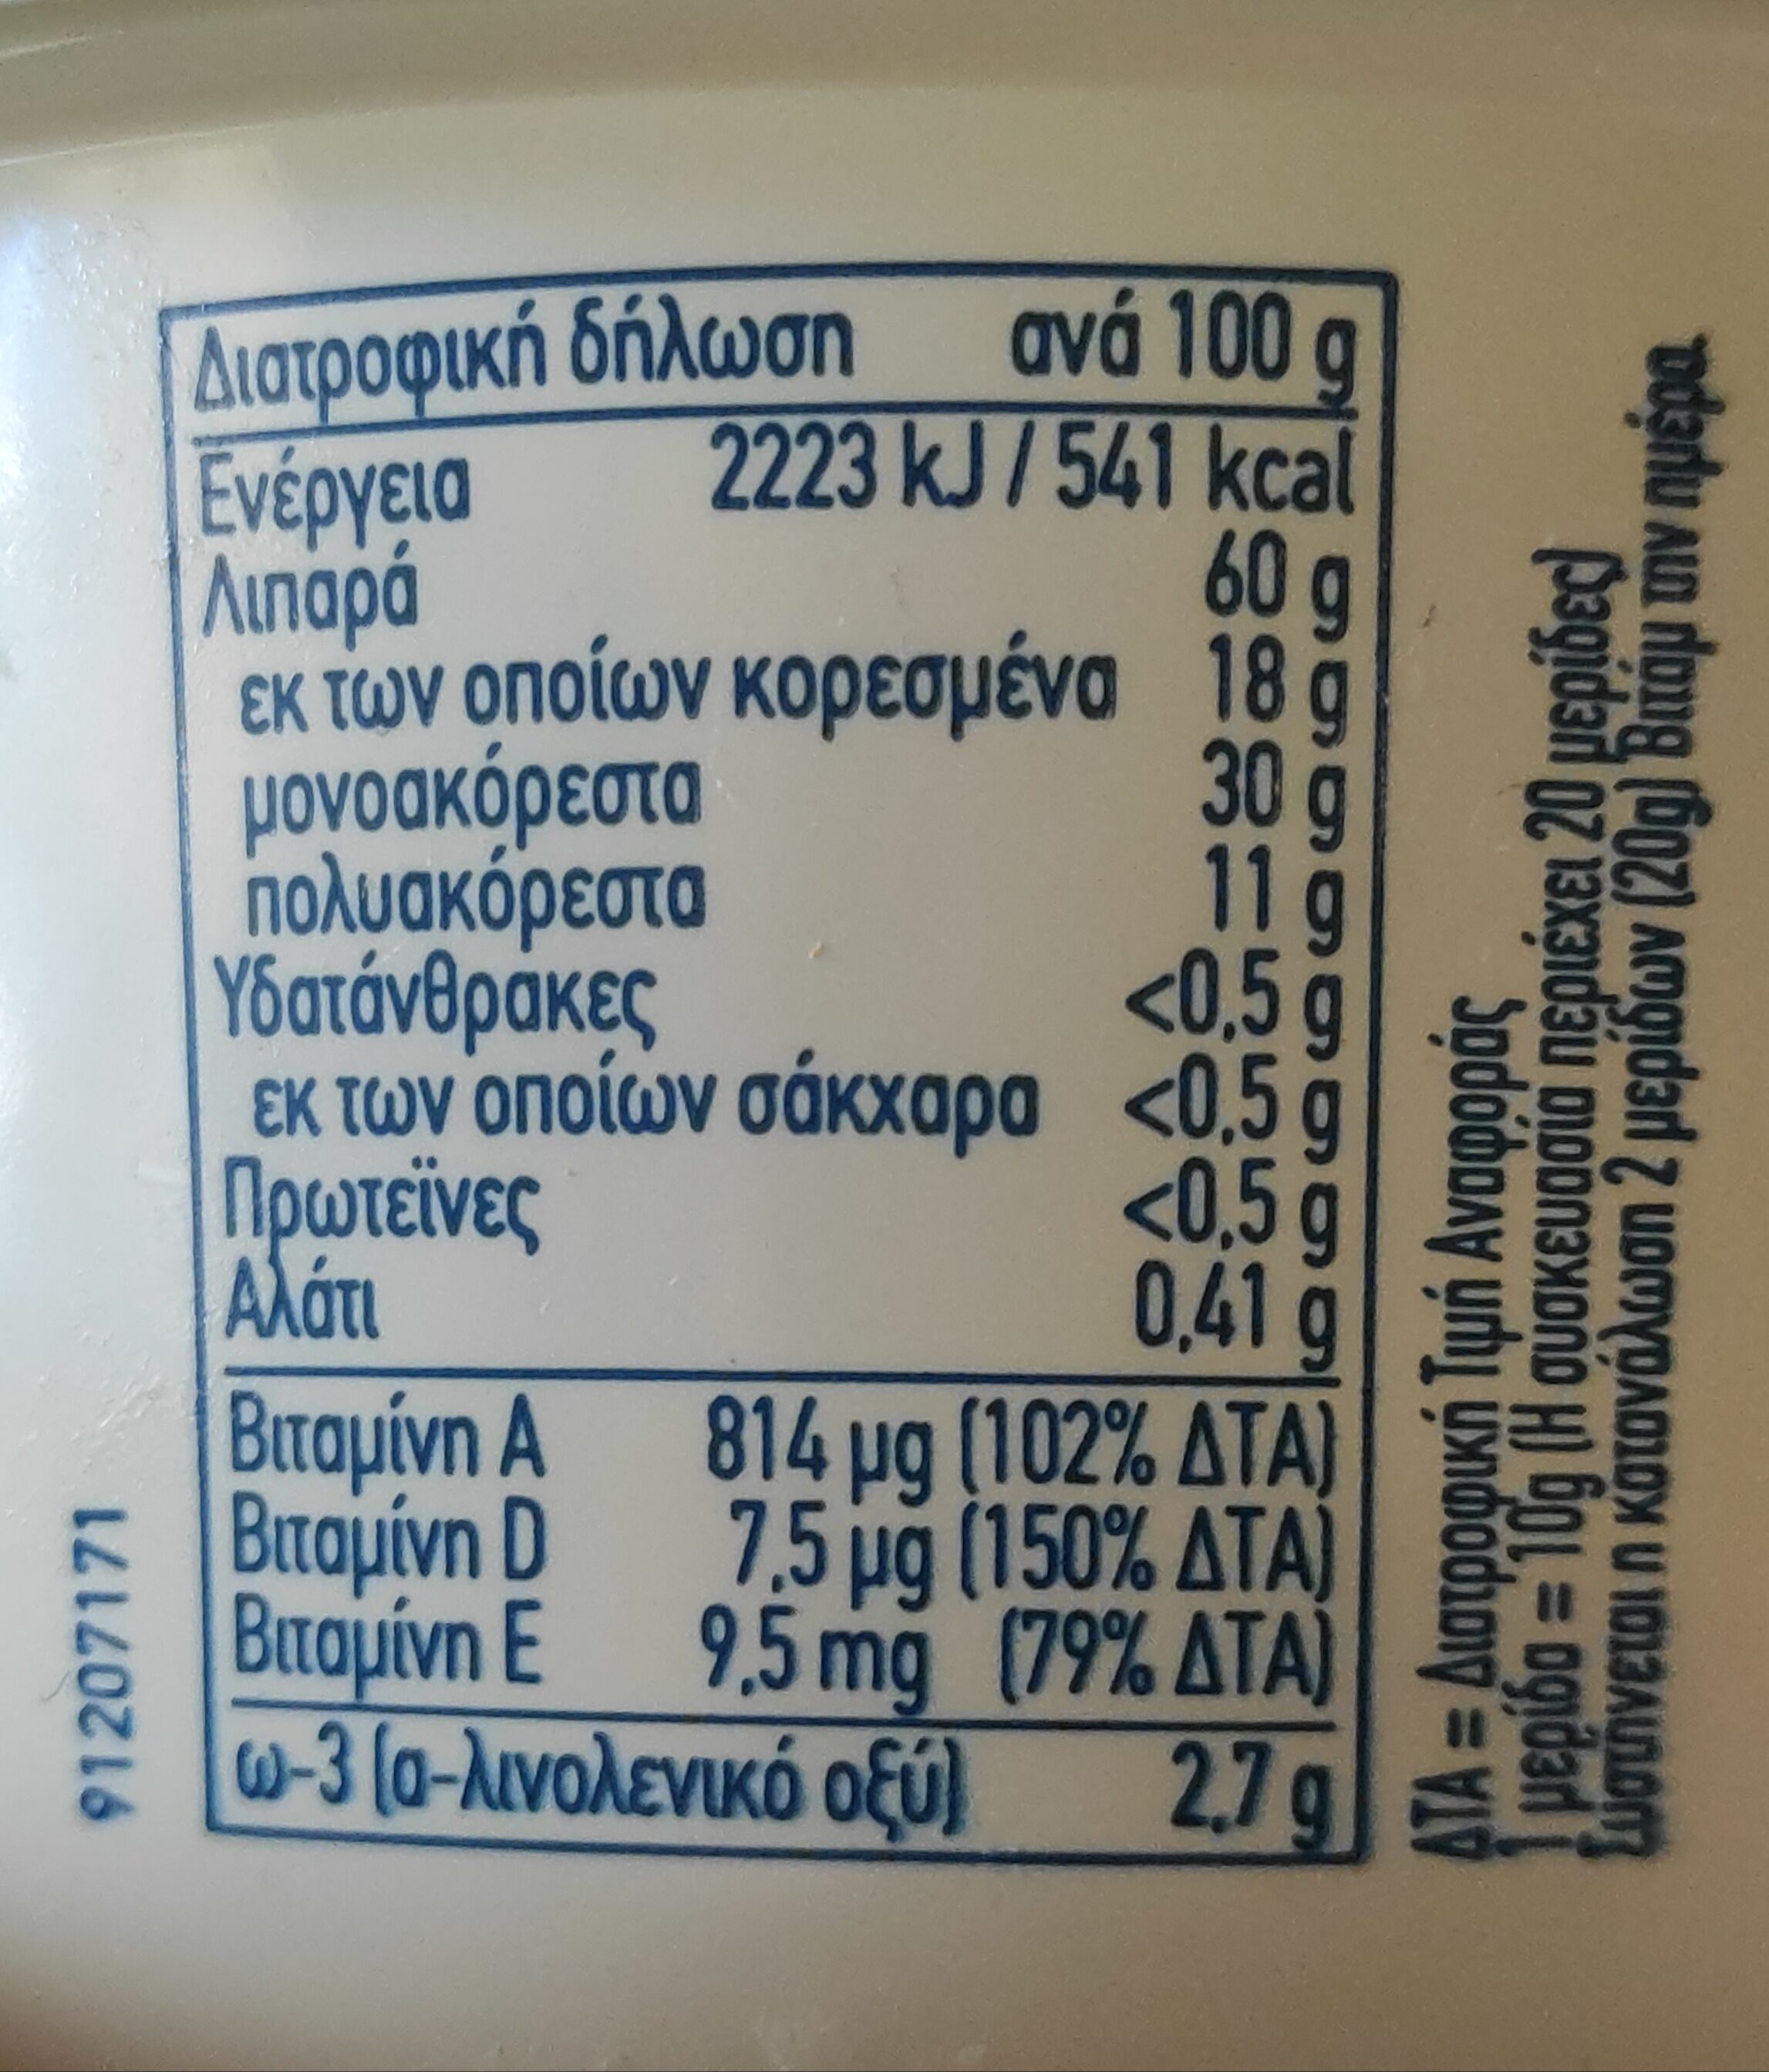 Διατροφική δήλωση ανά 100 g
Ενέργεια 2223 kJ / 541 kcal
Λιπαρά 60 g
εκ των οποίων κορεσμένα 18 g
μονοακόρεστα 30 g
πολυακόρεστα 11 g
Υδατάνθρακες <0,5 g
εκ των οποίων σάκχαρα <0,5 g
Πρωτεΐνες <0,5 g
Αλάτι 0,41 g
Βιταμίνη A 814 μg (102% ΔΤΑ)
Βιταμίνη D 7,5 μg (150% ΔΤΑ)
Βιταμίνη E 9,5 mg (79% ΔΤΑ)
ω-3 (α-λινολενικό οξύ) 2,7 g
ΔΤΑ = Διατροφική Τιμή Αναφοράς
1 μερίδα = 10g (Η συσκευασία περιέχει 20 μερίδες)
Συστήνεται η κατανάλωση 2 μερίδων (20g) Βιτάμ την ημέρα.
91207171